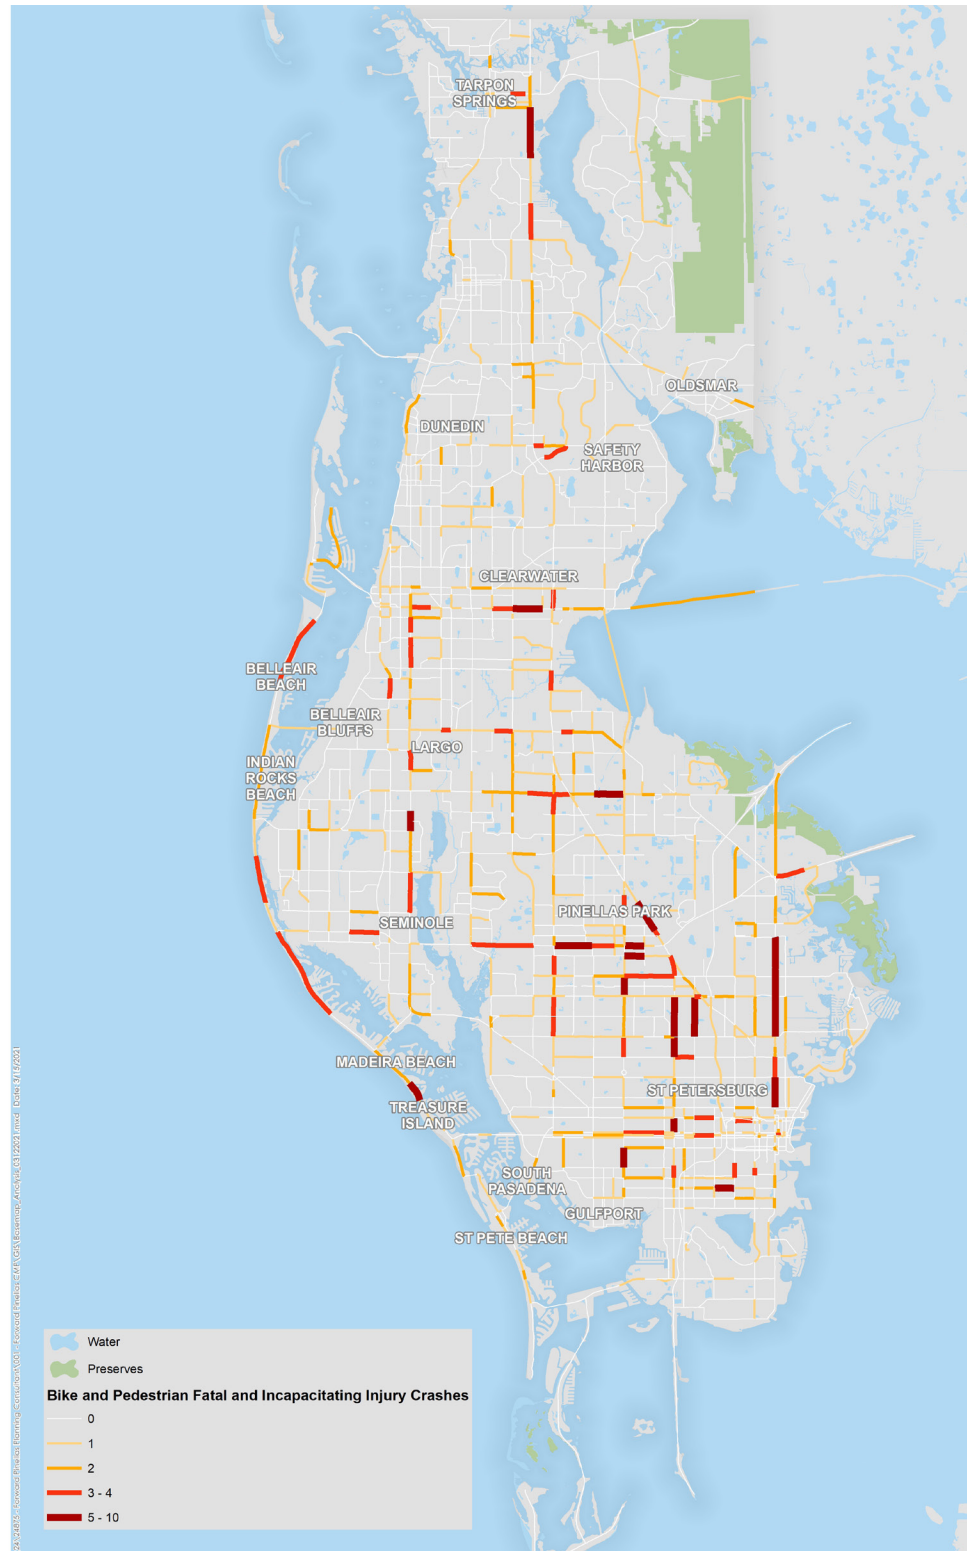 TARPON
SPRINGS
OLDSMAR
DUNEDIN
SAFETY
HARBOR
CLEARWATER
BELLEAIR
BEACH
BELLEAIR
BLUFFS
LARGO
INDIAN
ROCKS
BEACH
PINELLAS PARK
SEMINOLE
MADEIRA BEACH
ST PETERSBURG
TREASURE
ISLAND
SOUTH
PASADENA
GULFPORT
ST PETE BEACH
Water
Preserves
Bike and Pedestrian Fatal and Incapacitating Injury Crashes
0
1
2
3 - 4
5 - 10